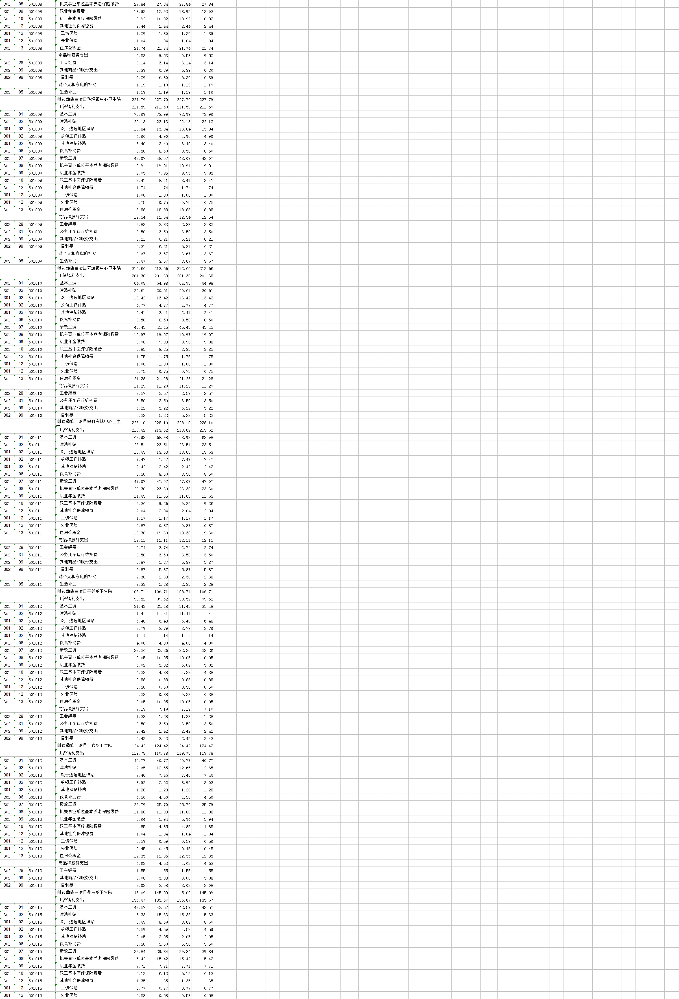 301 08 501008 机关事业单位基本养老保险缴费 27.84 27.84 27.84 27.84
301 09 501008 职业年金缴费 13.92 13.92 13.92 13.92
301 10 501008 职工基本医疗保险缴费 10.92 10.92 10.92 10.92
301 12 501008 其他社会保障缴费 2.44 2.44 2.44 2.44
301 12 501008 工伤保险 1.39 1.39 1.39 1.39
301 12 501008 失业保险 1.04 1.04 1.04 1.04
301 13 501008 住房公积金 21.74 21.74 21.74 21.74
商品和服务支出 9.53 9.53 9.53 9.53
302 28 501008 工会经费 3.14 3.14 3.14 3.14
302 99 501008 其他商品和服务支出 6.39 6.39 6.39 6.39
302 99 501008 福利费 6.39 6.39 6.39 6.39
对个人和家庭的补助 1.19 1.19 1.19 1.19
303 05 501008 生活补助 1.19 1.19 1.19 1.19
峨边彝族自治县毛坪镇中心卫生院 227.79 227.79 227.79 227.79
工资福利支出 211.59 211.59 211.59 211.59
301 01 501009 基本工资 73.99 73.99 73.99 73.99
301 02 501009 津贴补贴 22.13 22.13 22.13 22.13
301 02 501009 艰苦边远地区津贴 13.84 13.84 13.84 13.84
301 02 501009 乡镇工作补贴 4.90 4.90 4.90 4.90
301 02 501009 其他津贴补贴 3.40 3.40 3.40 3.40
301 06 501009 伙食补助费 8.50 8.50 8.50 8.50
301 07 501009 绩效工资 48.07 48.07 48.07 48.07
301 08 501009 机关事业单位基本养老保险缴费 19.91 19.91 19.91 19.91
301 09 501009 职业年金缴费 9.95 9.95 9.95 9.95
301 10 501009 职工基本医疗保险缴费 8.41 8.41 8.41 8.41
301 12 501009 其他社会保障缴费 1.74 1.74 1.74 1.74
301 12 501009 工伤保险 1.00 1.00 1.00 1.00
301 12 501009 失业保险 0.75 0.75 0.75 0.75
301 13 501009 住房公积金 18.88 18.88 18.88 18.88
商品和服务支出 12.54 12.54 12.54 12.54
302 28 501009 工会经费 2.83 2.83 2.83 2.83
302 31 501009 公务用车运行维护费 3.50 3.50 3.50 3.50
302 99 501009 其他商品和服务支出 6.21 6.21 6.21 6.21
302 99 501009 福利费 6.21 6.21 6.21 6.21
对个人和家庭的补助 3.67 3.67 3.67 3.67
303 05 501009 生活补助 3.67 3.67 3.67 3.67
峨边彝族自治县五渡镇中心卫生院 212.66 212.66 212.66 212.66
工资福利支出 201.38 201.38 201.38 201.38
301 01 501010 基本工资 64.98 64.98 64.98 64.98
301 02 501010 津贴补贴 20.61 20.61 20.61 20.61
301 02 501010 艰苦边远地区津贴 13.42 13.42 13.42 13.42
301 02 501010 乡镇工作补贴 4.77 4.77 4.77 4.77
301 02 501010 其他津贴补贴 2.41 2.41 2.41 2.41
301 06 501010 伙食补助费 8.50 8.50 8.50 8.50
301 07 501010 绩效工资 45.45 45.45 45.45 45.45
301 08 501010 机关事业单位基本养老保险缴费 19.97 19.97 19.97 19.97
301 09 501010 职业年金缴费 9.98 9.98 9.98 9.98
301 10 501010 职工基本医疗保险缴费 8.85 8.85 8.85 8.85
301 12 501010 其他社会保障缴费 1.75 1.75 1.75 1.75
301 12 501010 工伤保险 1.00 1.00 1.00 1.00
301 12 501010 失业保险 0.75 0.75 0.75 0.75
301 13 501010 住房公积金 21.28 21.28 21.28 21.28
商品和服务支出 11.29 11.29 11.29 11.29
302 28 501010 工会经费 2.57 2.57 2.57 2.57
302 31 501010 公务用车运行维护费 3.50 3.50 3.50 3.50
302 99 501010 其他商品和服务支出 5.22 5.22 5.22 5.22
302 99 501010 福利费 5.22 5.22 5.22 5.22
峨边彝族自治县黑竹沟镇中心卫生 228.10 228.10 228.10 228.10
工资福利支出 213.62 213.62 213.62 213.62
301 01 501011 基本工资 68.98 68.98 68.98 68.98
301 02 501011 津贴补贴 23.51 23.51 23.51 23.51
301 02 501011 艰苦边远地区津贴 13.63 13.63 13.63 13.63
301 02 501011 乡镇工作补贴 7.47 7.47 7.47 7.47
301 02 501011 其他津贴补贴 2.42 2.42 2.42 2.42
301 06 501011 伙食补助费 8.50 8.50 8.50 8.50
301 07 501011 绩效工资 47.07 47.07 47.07 47.07
301 08 501011 机关事业单位基本养老保险缴费 23.30 23.30 23.30 23.30
301 09 501011 职业年金缴费 11.65 11.65 11.65 11.65
301 10 501011 职工基本医疗保险缴费 9.26 9.26 9.26 9.26
301 12 501011 其他社会保障缴费 2.04 2.04 2.04 2.04
301 12 501011 工伤保险 1.17 1.17 1.17 1.17
301 12 501011 失业保险 0.87 0.87 0.87 0.87
301 13 501011 住房公积金 19.30 19.30 19.30 19.30
商品和服务支出 12.11 12.11 12.11 12.11
302 28 501011 工会经费 2.74 2.74 2.74 2.74
302 31 501011 公务用车运行维护费 3.50 3.50 3.50 3.50
302 99 501011 其他商品和服务支出 5.87 5.87 5.87 5.87
302 99 501011 福利费 5.87 5.87 5.87 5.87
对个人和家庭的补助 2.38 2.38 2.38 2.38
303 05 501011 生活补助 2.38 2.38 2.38 2.38
峨边彝族自治县平等乡卫生院 106.71 106.71 106.71 106.71
工资福利支出 99.52 99.52 99.52 99.52
301 01 501012 基本工资 31.48 31.48 31.48 31.48
301 02 501012 津贴补贴 11.41 11.41 11.41 11.41
301 02 501012 艰苦边远地区津贴 6.48 6.48 6.48 6.48
301 02 501012 乡镇工作补贴 3.79 3.79 3.79 3.79
301 02 501012 其他津贴补贴 1.14 1.14 1.14 1.14
301 06 501012 伙食补助费 4.00 4.00 4.00 4.00
301 07 501012 绩效工资 22.26 22.26 22.26 22.26
301 08 501012 机关事业单位基本养老保险缴费 10.05 10.05 10.05 10.05
301 09 501012 职业年金缴费 5.02 5.02 5.02 5.02
301 10 501012 职工基本医疗保险缴费 4.38 4.38 4.38 4.38
301 12 501012 其他社会保障缴费 0.88 0.88 0.88 0.88
301 12 501012 工伤保险 0.50 0.50 0.50 0.50
301 12 501012 失业保险 0.38 0.38 0.38 0.38
301 13 501012 住房公积金 10.05 10.05 10.05 10.05
商品和服务支出 7.19 7.19 7.19 7.19
302 28 501012 工会经费 1.28 1.28 1.28 1.28
302 31 501012 公务用车运行维护费 3.50 3.50 3.50 3.50
302 99 501012 其他商品和服务支出 2.42 2.42 2.42 2.42
302 99 501012 福利费 2.42 2.42 2.42 2.42
峨边彝族自治县金岩乡卫生院 124.42 124.42 124.42 124.42
工资福利支出 119.78 119.78 119.78 119.78
301 01 501013 基本工资 40.77 40.77 40.77 40.77
301 02 501013 津贴补贴 12.65 12.65 12.65 12.65
301 02 501013 艰苦边远地区津贴 7.46 7.46 7.46 7.46
301 02 501013 乡镇工作补贴 3.92 3.92 3.92 3.92
301 02 501013 其他津贴补贴 1.28 1.28 1.28 1.28
301 06 501013 伙食补助费 4.50 4.50 4.50 4.50
301 07 501013 绩效工资 25.79 25.79 25.79 25.79
301 08 501013 机关事业单位基本养老保险缴费 11.88 11.88 11.88 11.88
301 09 501013 职业年金缴费 5.94 5.94 5.94 5.94
301 10 501013 职工基本医疗保险缴费 4.85 4.85 4.85 4.85
301 12 501013 其他社会保障缴费 1.04 1.04 1.04 1.04
301 12 501013 工伤保险 0.59 0.59 0.59 0.59
301 12 501013 失业保险 0.45 0.45 0.45 0.45
301 13 501013 住房公积金 12.35 12.35 12.35 12.35
商品和服务支出 4.63 4.63 4.63 4.63
302 28 501013 工会经费 1.55 1.55 1.55 1.55
302 99 501013 其他商品和服务支出 3.08 3.08 3.08 3.08
302 99 501013 福利费 3.08 3.08 3.08 3.08
峨边彝族自治县勒乌乡卫生院 145.09 145.09 145.09 145.09
工资福利支出 135.67 135.67 135.67 135.67
301 01 501015 基本工资 42.57 42.57 42.57 42.57
301 02 501015 津贴补贴 15.33 15.33 15.33 15.33
301 02 501015 艰苦边远地区津贴 8.69 8.69 8.69 8.69
301 02 501015 乡镇工作补贴 4.59 4.59 4.59 4.59
301 02 501015 其他津贴补贴 2.05 2.05 2.05 2.05
301 06 501015 伙食补助费 5.50 5.50 5.50 5.50
301 07 501015 绩效工资 29.84 29.84 29.84 29.84
301 08 501015 机关事业单位基本养老保险缴费 15.42 15.42 15.42 15.42
301 09 501015 职业年金缴费 7.71 7.71 7.71 7.71
301 10 501015 职工基本医疗保险缴费 6.12 6.12 6.12 6.12
301 12 501015 其他社会保障缴费 1.35 1.35 1.35 1.35
301 12 501015 工伤保险 0.77 0.77 0.77 0.77
301 12 501015 失业保险 0.58 0.58 0.58 0.58